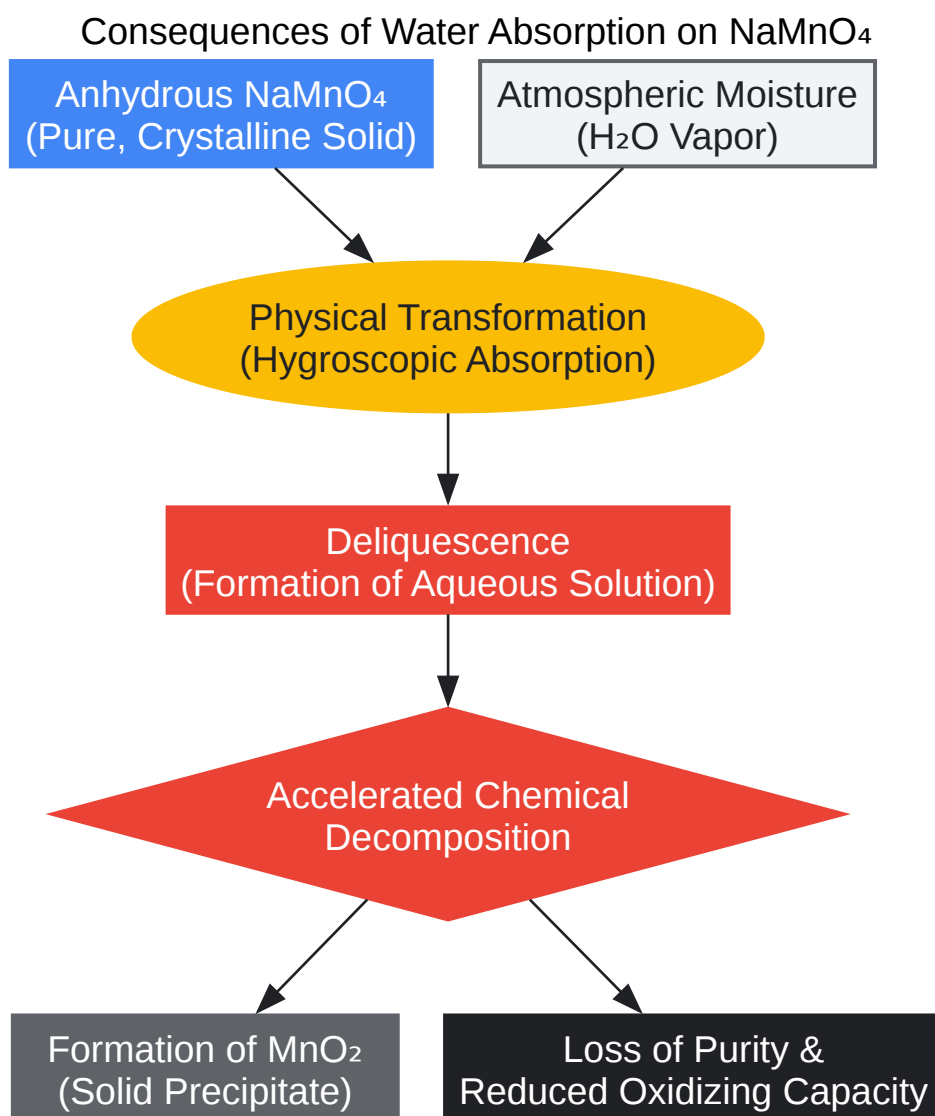 Consequences of Water Absorption on NaMnO₄
Anhydrous NaMnO₄
(Pure, Crystalline Solid)
Atmospheric Moisture
(H₂O Vapor)
Physical Transformation
(Hygroscopic Absorption)
Deliquescence
(Formation of Aqueous Solution)
Accelerated Chemical
Decomposition
Formation of MnO₂
(Solid Precipitate)
Loss of Purity &
Reduced Oxidizing Capacity